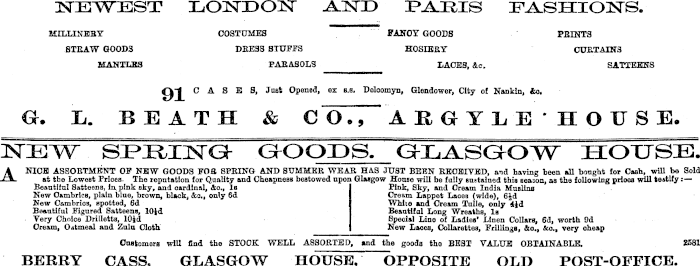 NEWEST LONDON AND PARIS FASHIONS.
MILLINERY COSTUMES FANCY GOODS PRINTS
STRAW GOODS DRESS STUFFS HOSIERY CURTAINS
MANTLES PARASOLS LACES, &c. SATTEENS
91 CASES, Just Opened, ex s.s. Delcomyn, Glendower, City of Nankin, &c.
G. L. BEATH & CO., ARGYLE HOUSE.
NEW SPRING GOODS. GLASGOW HOUSE.
A NICE ASSORTMENT OF NEW GOODS FOR SPRING AND SUMMER WEAR HAS JUST BEEN RECEIVED, and having been all bought for Cash, will be Sold
at the Lowest Prices. The reputation for Quality and Cheapness bestowed upon Glasgow House will be fully sustained this season, as the following prices will testify:—
Beautiful Satteens, in pink sky, and cardinal, &c., 1s
New Cambrics, plain blue, brown, black, &c., only 6d
New Cambrics, spotted, 6d
Beautiful Figured Satteens, 10½d
Very Choice Drilletts, 10½d
Cream, Oatmeal and Zulu Cloth
Pink, Sky, and Cream India Muslins
Cream Lappet Laces (wide), 6½d
White and Cream Tulle, only 4½d
Beautiful Long Wreaths, 1s
Special Line of Ladies' Linen Collars, 6d, worth 9d
New Laces, Collarettes, Frillings, &c., &c., very cheap
Customers will find the STOCK WELL ASSORTED, and the goods the BEST VALUE OBTAINABLE. 2581
BERRY CASS, GLASGOW HOUSE, OPPOSITE OLD POST-OFFICE.